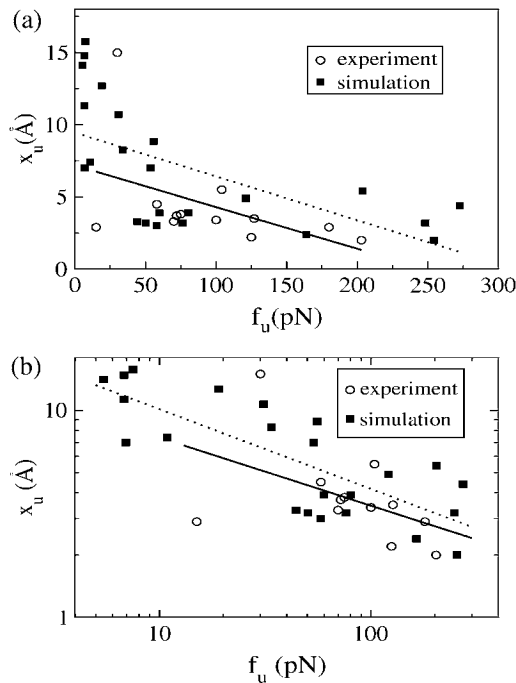 (a)
15
10
5
0
x_u(Å)
experiment
simulation
0 50 100 150 200 250 300
f_u(pN)
(b)
10
1
x_u(Å)
experiment
simulation
10 100
f_u (pN)